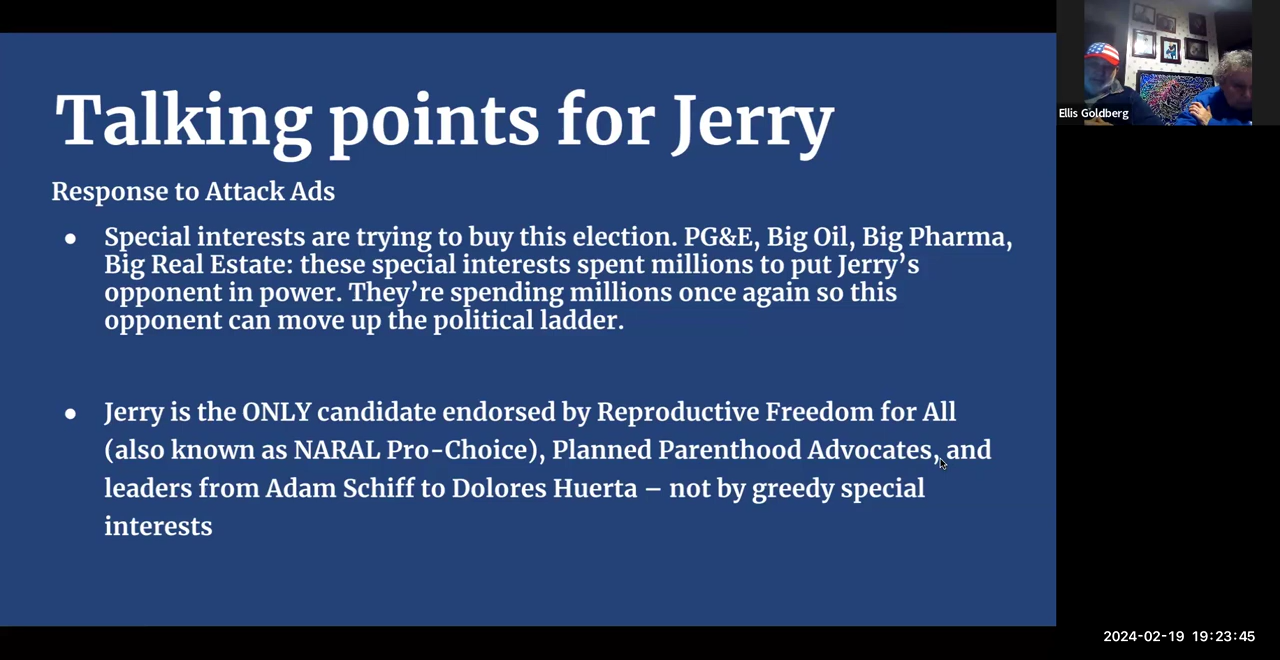 Talking points for Jerry
Response to Attack Ads
● Special interests are trying to buy this election. PG&E, Big Oil, Big Pharma,
Big Real Estate: these special interests spent millions to put Jerry’s
opponent in power. They’re spending millions once again so this
opponent can move up the political ladder.
● Jerry is the ONLY candidate endorsed by Reproductive Freedom for All
(also known as NARAL Pro-Choice), Planned Parenthood Advocates, and
leaders from Adam Schiff to Dolores Huerta – not by greedy special
interests
Ellis Goldberg
2024-02-19 19:23:45